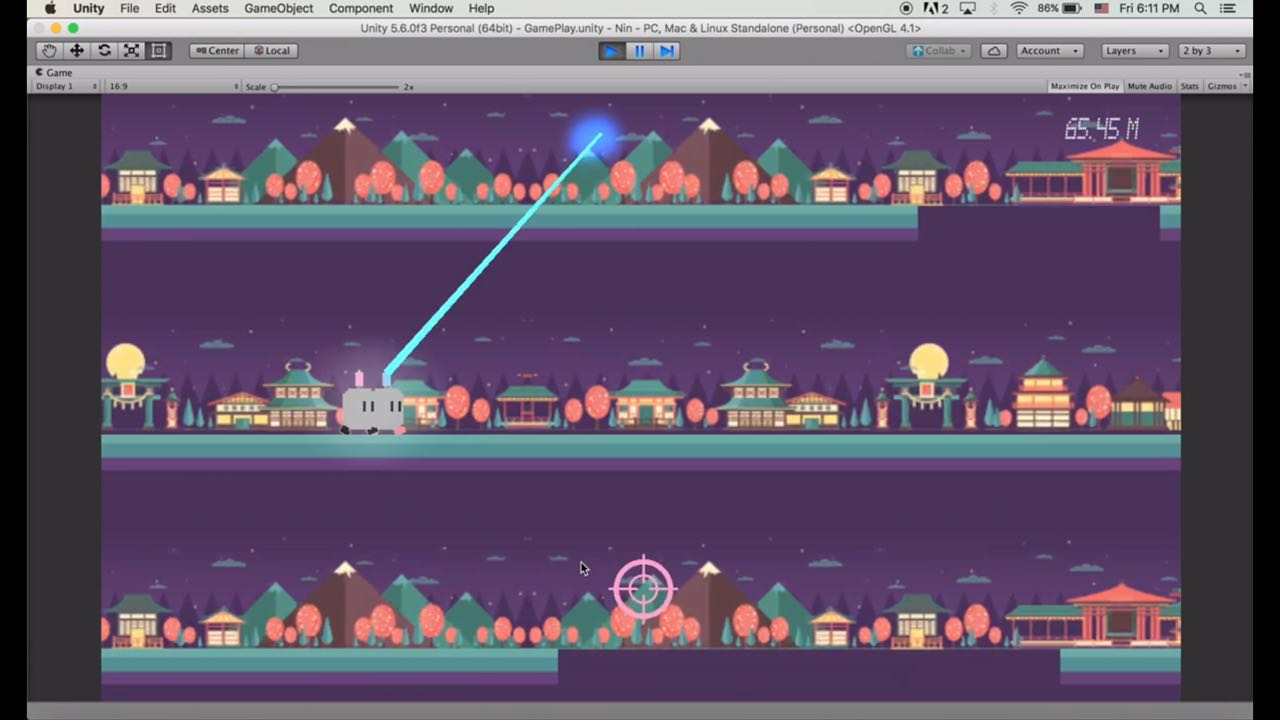 Unity File Edit Assets GameObject Component Window Help 2 86% Fri 6:11 PM
Unity 5.6.0f3 Personal (64bit) - GamePlay.unity - Nin - PC, Mac & Linux Standalone (Personal) <OpenGL 4.1>
Center Local Collab Account Layers 2 by 3
Game
Display 1 16:9 Scale 2x Maximize On Play Mute Audio Stats Gizmos
65.45 M